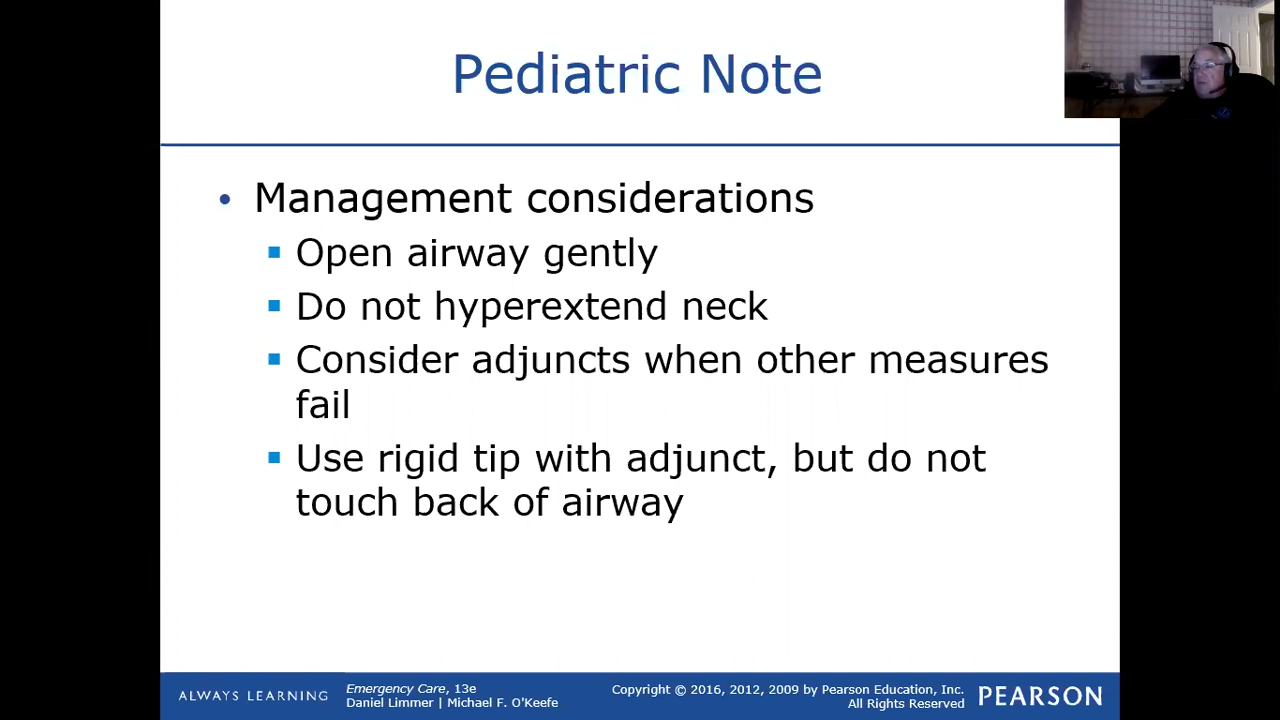 Pediatric Note
• Management considerations
▪ Open airway gently
▪ Do not hyperextend neck
▪ Consider adjuncts when other measures
fail
▪ Use rigid tip with adjunct, but do not
touch back of airway
ALWAYS LEARNING
Emergency Care, 13e
Daniel Limmer | Michael F. O'Keefe
Copyright © 2016, 2012, 2009 by Pearson Education, Inc.
All Rights Reserved
PEARSON